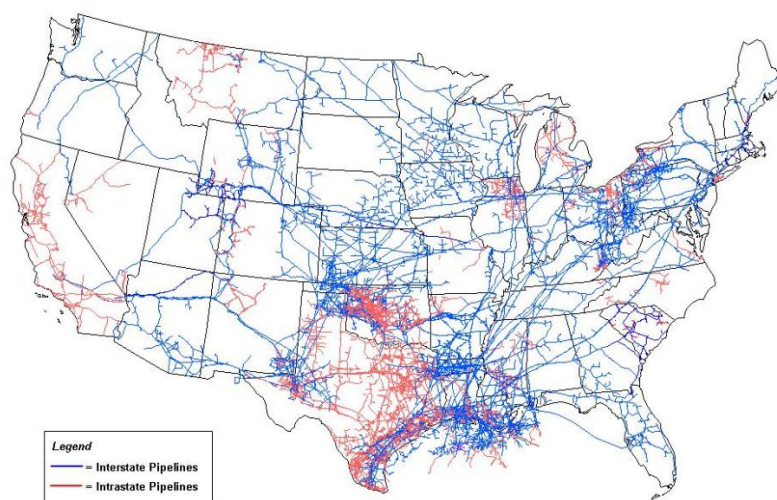 Legend
= Interstate Pipelines
= Intrastate Pipelines